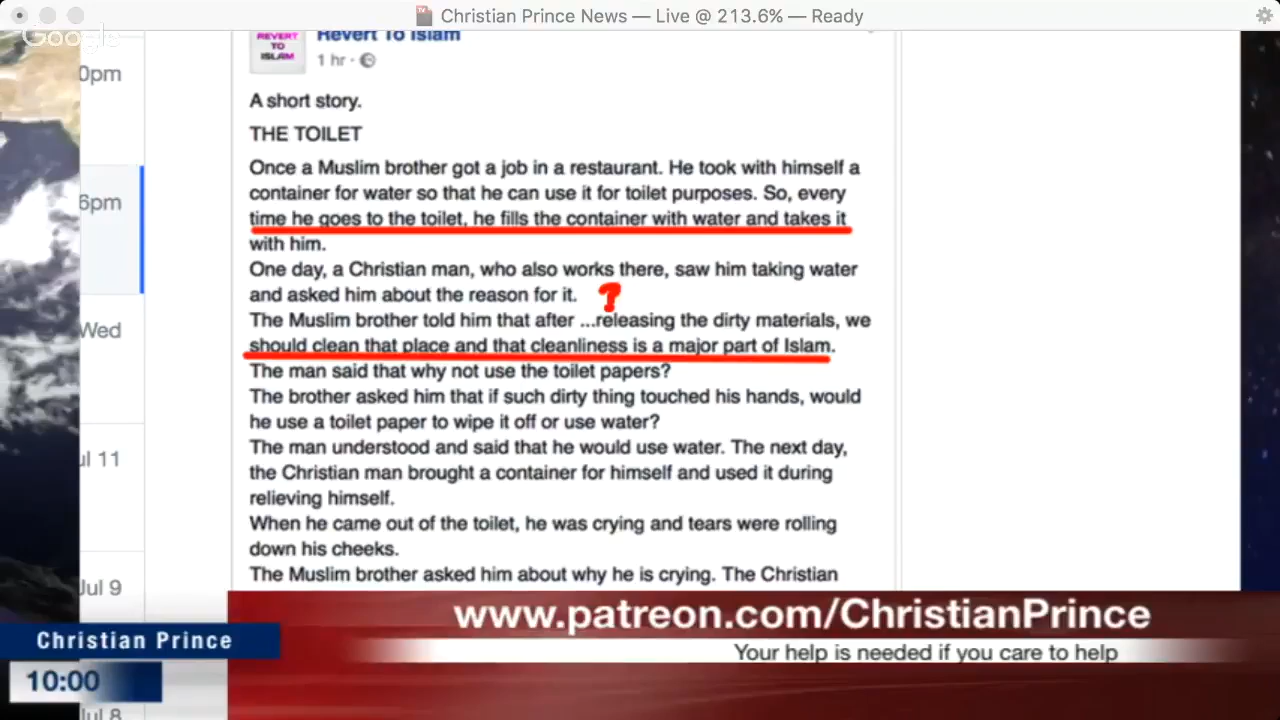 Christian Prince News — Live @ 213.6% — Ready
Google
REVERT
TO
ISLAM
Revert To Islam
1 hr ·
A short story.
THE TOILET
Once a Muslim brother got a job in a restaurant. He took with himself a
container for water so that he can use it for toilet purposes. So, every
time he goes to the toilet, he fills the container with water and takes it
with him.
One day, a Christian man, who also works there, saw him taking water
and asked him about the reason for it. ?
The Muslim brother told him that after ...releasing the dirty materials, we
should clean that place and that cleanliness is a major part of Islam.
The man said that why not use the toilet papers?
The brother asked him that if such dirty thing touched his hands, would
he use a toilet paper to wipe it off or use water?
The man understood and said that he would use water. The next day,
the Christian man brought a container for himself and used it during
relieving himself.
When he came out of the toilet, he was crying and tears were rolling
down his cheeks.
The Muslim brother asked him about why he is crying. The Christian
0pm
6pm
Wed
ul 11
Jul 9
Jul 8
www.patreon.com/ChristianPrince
Your help is needed if you care to help
Christian Prince
10:00